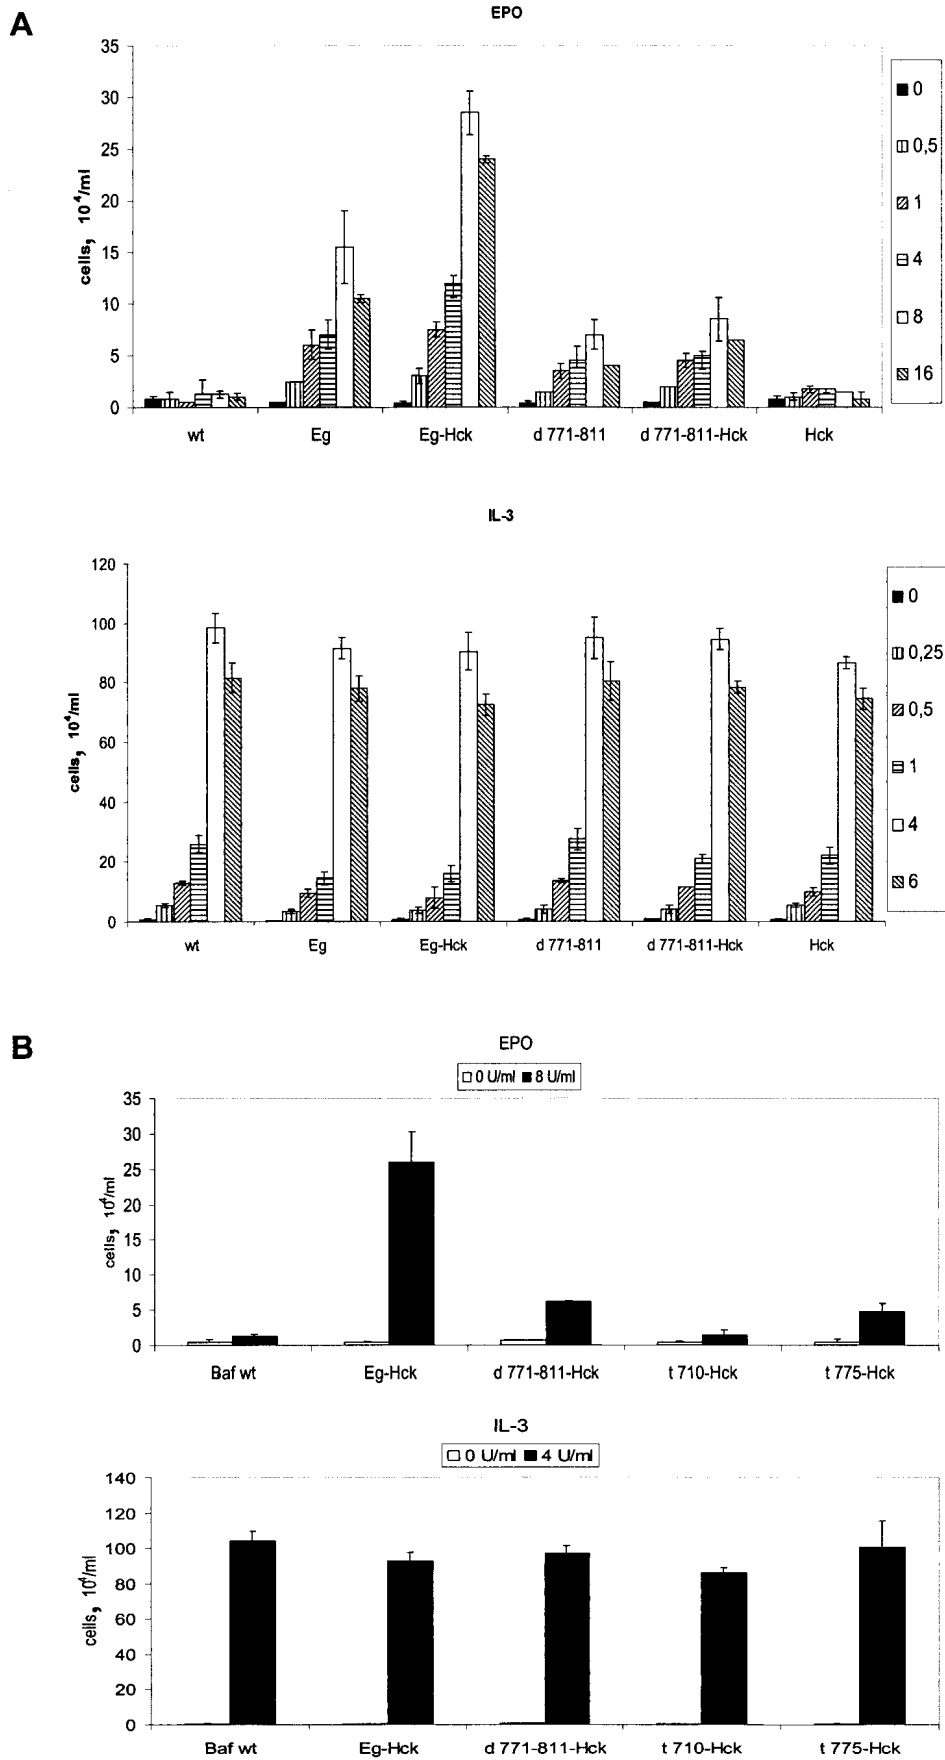 A
EPO
35
30
25
20
15
10
5
0
cells, 10⁴/ml
wt Eg Eg-Hck d 771-811 d 771-811-Hck Hck
0
0,5
1
4
8
16
IL-3
120
100
80
60
40
20
0
cells, 10⁴/ml
wt Eg Eg-Hck d 771-811 d 771-811-Hck Hck
0
0,25
0,5
1
4
6
B
EPO
0 U/ml 8 U/ml
35
30
25
20
15
10
5
0
cells, 10⁴/ml
Baf wt Eg-Hck d 771-811-Hck t 710-Hck t 775-Hck
IL-3
0 U/ml 4 U/ml
140
120
100
80
60
40
20
0
cells, 10⁴/ml
Baf wt Eg-Hck d 771-811-Hck t 710-Hck t 775-Hck